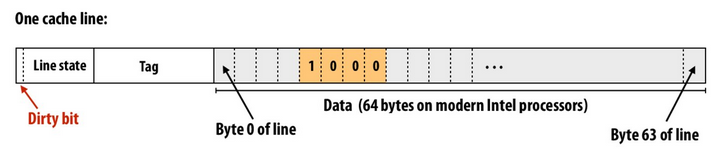 One cache line:
Line state Tag 1 0 0 0 ...
Dirty bit
Byte 0 of line
Data (64 bytes on modern Intel processors)
Byte 63 of line